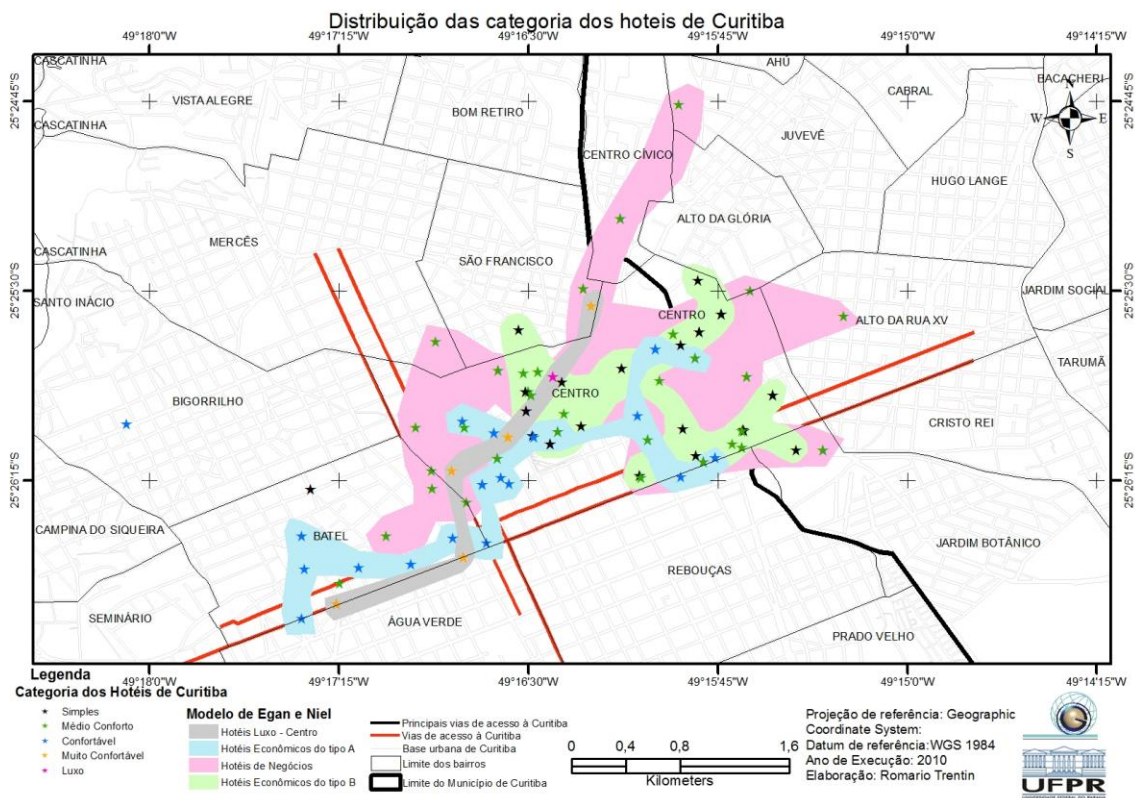 Distribuição das categoria dos hoteis de Curitiba
49°18'0"W 49°17'15"W 49°16'30"W 49°15'45"W 49°15'0"W 49°14'15"W
25°24'45"S
25°25'30"S
25°26'15"S
25°24'45"S
25°25'30"S
25°26'15"S
CASCATINHA
AHÚ
BACACHERI
VISTA ALEGRE
CABRAL
BOM RETIRO
N
W E
S
CASCATINHA
JUVEVÊ
CENTRO CÍVICO
HUGO LANGE
ALTO DA GLÓRIA
MERCÊS
CASCATINHA
SÃO FRANCISCO
SANTO INÁCIO
JARDIM SOCIAL
CENTRO
ALTO DA RUA XV
TARUMÃ
BIGORRILHO
CENTRO
CRISTO REI
CAMPINA DO SIQUEIRA
BATEL
JARDIM BOTÂNICO
REBOUÇAS
SEMINÁRIO
ÀGUA VERDE
PRADO VELHO
49°18'0"W 49°17'15"W 49°16'30"W 49°15'45"W 49°15'0"W 49°14'15"W
Legenda
Categoria dos Hotéis de Curitiba
Simples
Médio Conforto
Confortável
Muito Confortável
Luxo
Modelo de Egan e Niel
Hotéis Luxo - Centro
Hotéis Econômicos do tipo A
Hotéis de Negócios
Hotéis Econômicos do tipo B
Principais vias de acesso à Curitiba
Vias de acesso à Curitiba
Base urbana de Curitiba
Limite dos bairros
Limite do Município de Curitiba
0 0,4 0,8 1,6
Kilometers
Projeção de referência: Geographic
Coordinate System:
Datum de referência: WGS 1984
Ano de Execução: 2010
Elaboração: Romario Trentin
UFPR
UNIVERSIDADE FEDERAL DO PARANÁ